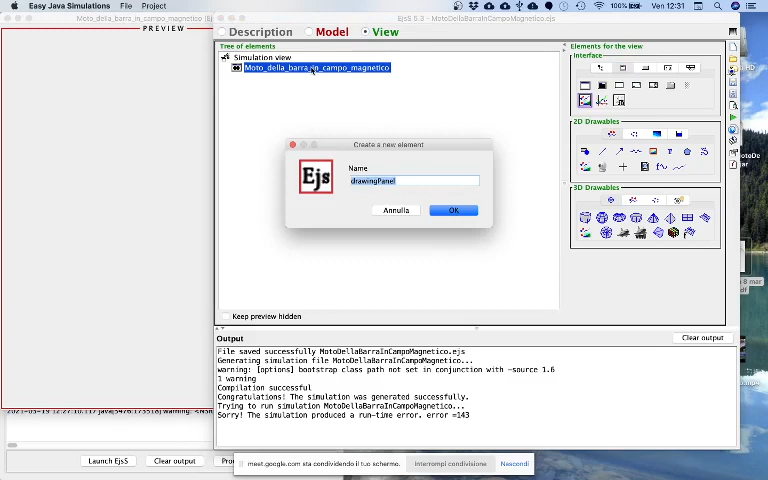 Easy Java Simulations File Project
100%
Ven 12:31
Moto_della_barra_in_campo_magnetico
EjsS 6.3 - MotoDellaBarraInCampoMagnetico.ejs
PREVIEW
Description Model View
Tree of elements
Simulation view
Moto_della_barra_in_campo_magnetico
Elements for the view
Interface
2D Drawables
3D Drawables
Create a new element
Ejs
Name
drawingPanel
Annulla OK
Keep preview hidden
Output
Clear output
File saved successfully MotoDellaBarraInCampoMagnetico.ejs
Generating simulation file MotoDellaBarraInCampoMagnetico...
warning: [options] bootstrap class path not set in conjunction with -source 1.6
1 warning
Compilation successful
Congratulations! The simulation was generated successfully.
Trying to run simulation MotoDellaBarraInCampoMagnetico...
Sorry! The simulation produced a run-time error. error =143
Launch EjsS Clear output
meet.google.com sta condividendo il tuo schermo. Interrompi condivisione Nascondi
8 mar